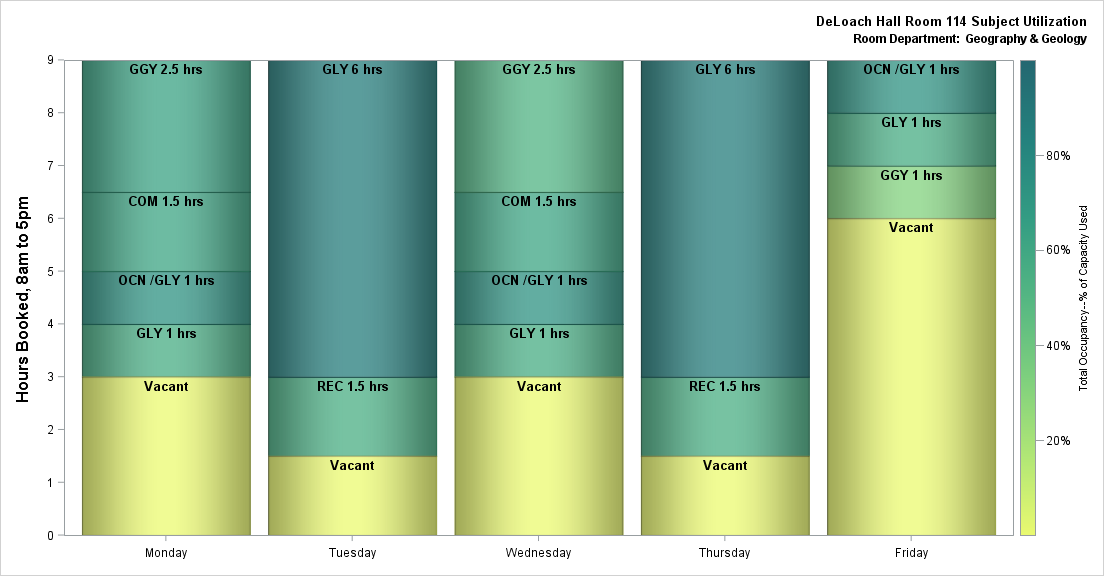 DeLoach Hall Room 114 Subject Utilization
Room Department: Geography & Geology
Hours Booked, 8am to 5pm
9
8
7
6
5
4
3
2
1
0
GGY 2.5 hrs
COM 1.5 hrs
OCN /GLY 1 hrs
GLY 1 hrs
Vacant
GLY 6 hrs
REC 1.5 hrs
Vacant
GGY 2.5 hrs
COM 1.5 hrs
OCN /GLY 1 hrs
GLY 1 hrs
Vacant
GLY 6 hrs
REC 1.5 hrs
Vacant
OCN /GLY 1 hrs
GLY 1 hrs
GGY 1 hrs
Vacant
Monday
Tuesday
Wednesday
Thursday
Friday
80%
60%
40%
20%
Total Occupancy--% of Capacity Used